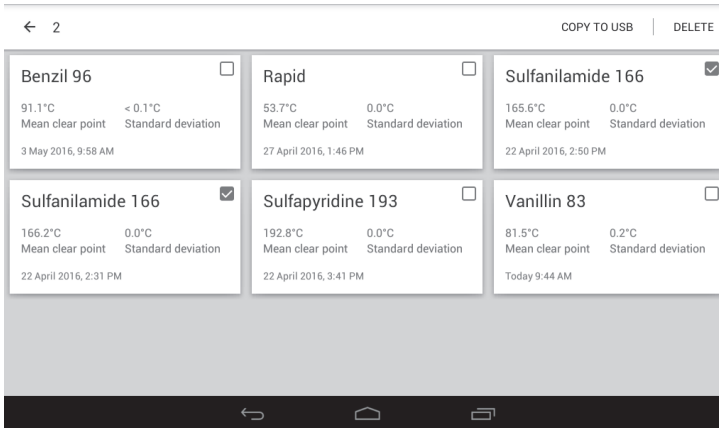 2
COPY TO USB
DELETE
Benzil 96
91.1°C < 0.1°C
Mean clear point Standard deviation
3 May 2016, 9:58 AM
Rapid
53.7°C 0.0°C
Mean clear point Standard deviation
27 April 2016, 1:46 PM
Sulfanilamide 166
165.6°C 0.0°C
Mean clear point Standard deviation
22 April 2016, 2:50 PM
Sulfanilamide 166
166.2°C 0.0°C
Mean clear point Standard deviation
22 April 2016, 2:31 PM
Sulfapyridine 193
192.8°C 0.0°C
Mean clear point Standard deviation
22 April 2016, 3:41 PM
Vanillin 83
81.5°C 0.2°C
Mean clear point Standard deviation
Today 9:44 AM